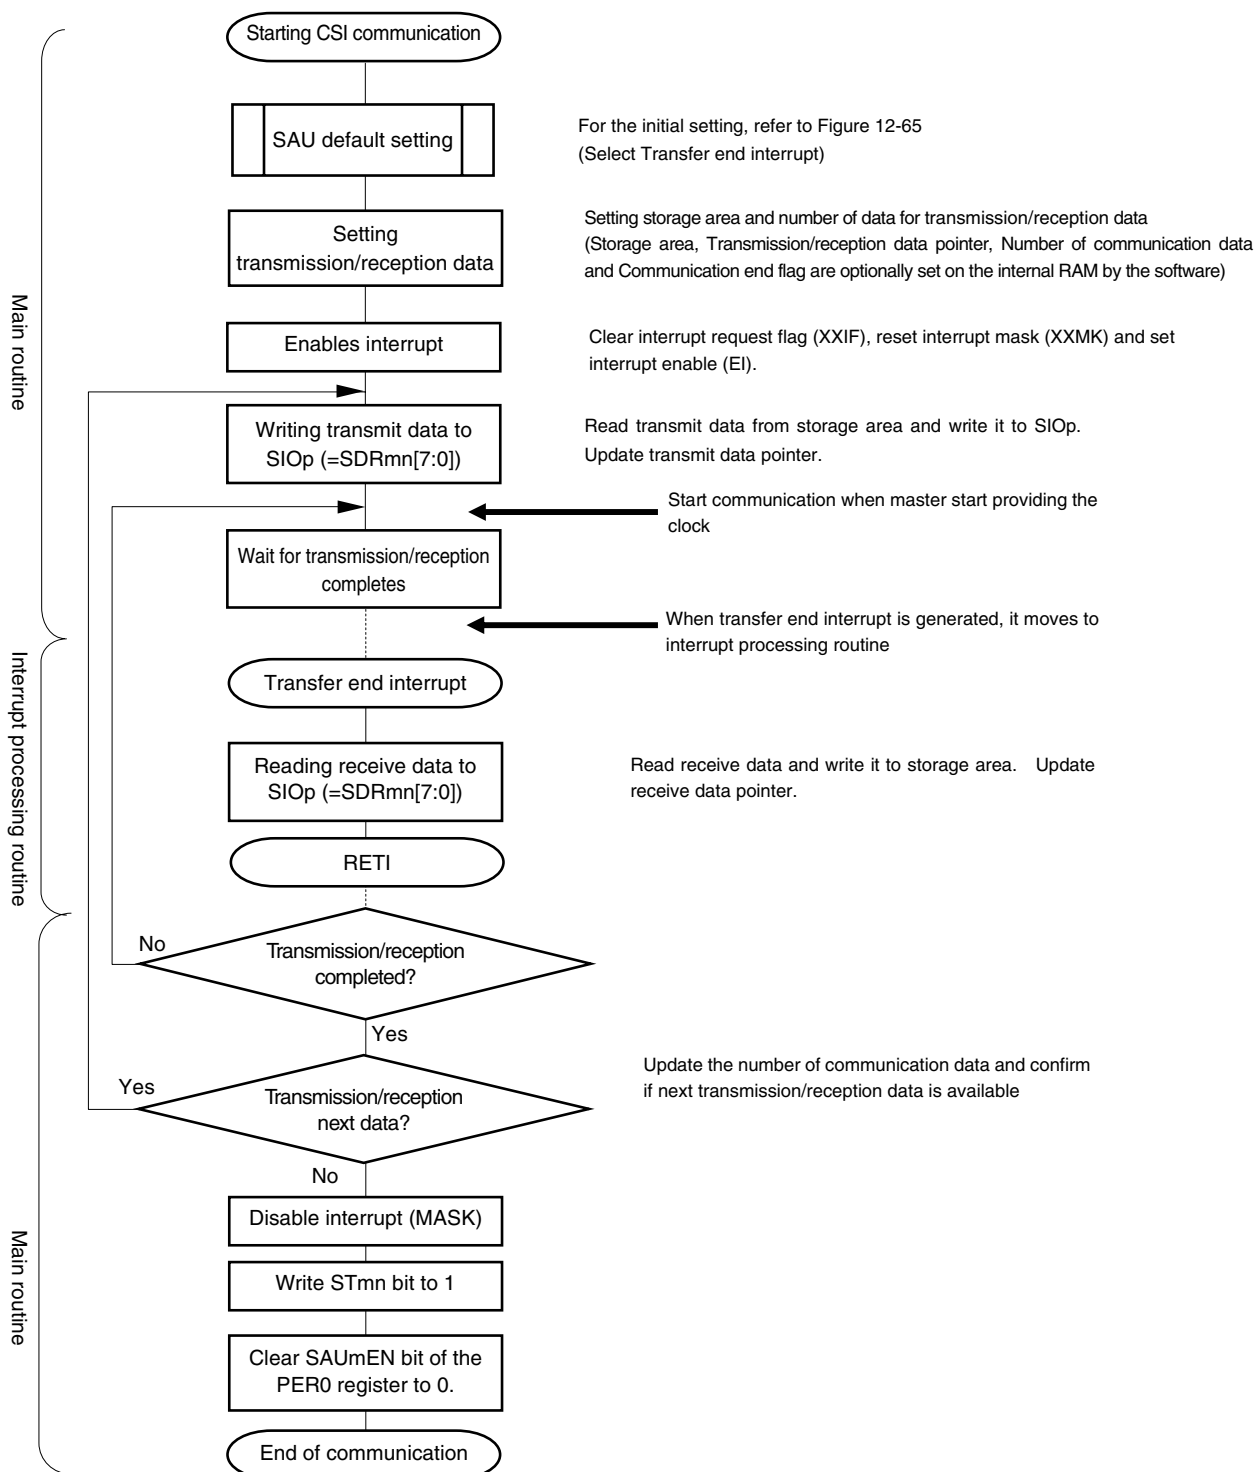 Starting CSI communication
SAU default setting
For the initial setting, refer to Figure 12-65
(Select Transfer end interrupt)
Setting
transmission/reception data
Setting storage area and number of data for transmission/reception data
(Storage area, Transmission/reception data pointer, Number of communication data
and Communication end flag are optionally set on the internal RAM by the software)
Main routine
Enables interrupt
Clear interrupt request flag (XXIF), reset interrupt mask (XXMK) and set
interrupt enable (EI).
Writing transmit data to
SIOp (=SDRmn[7:0])
Read transmit data from storage area and write it to SIOp.
Update transmit data pointer.
Start communication when master start providing the
clock
Wait for transmission/reception
completes
When transfer end interrupt is generated, it moves to
interrupt processing routine
Interrupt processing routine
Transfer end interrupt
Reading receive data to
SIOp (=SDRmn[7:0])
Read receive data and write it to storage area. Update
receive data pointer.
RETI
No
Transmission/reception
completed?
Yes
Yes
Transmission/reception
next data?
Update the number of communication data and confirm
if next transmission/reception data is available
No
Main routine
Disable interrupt (MASK)
Write STmn bit to 1
Clear SAUmEN bit of the
PER0 register to 0.
End of communication